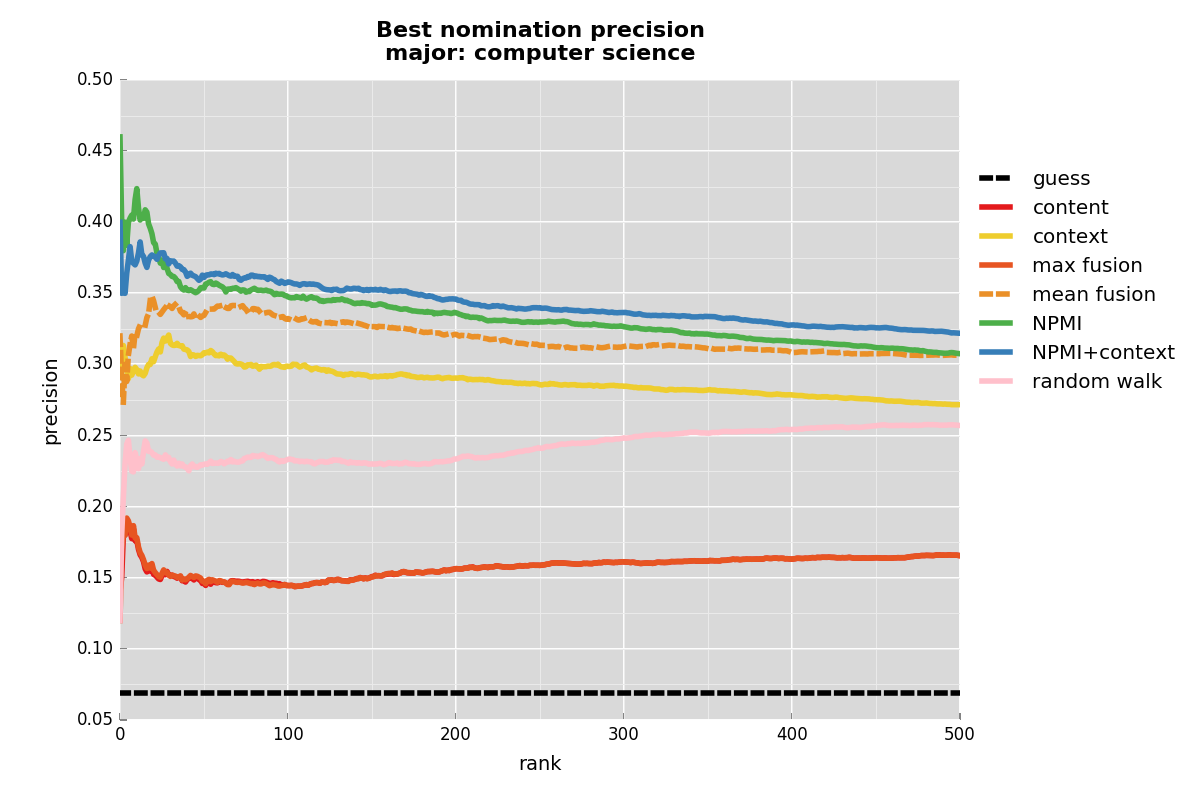 Best nomination precision
major: computer science
0.50
0.45
0.40
0.35
0.30
0.25
0.20
0.15
0.10
0.05
precision
0 100 200 300 400 500
rank
guess
content
context
max fusion
mean fusion
NPMI
NPMI+context
random walk